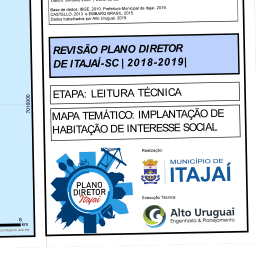 Base de dados: IBGE, 2010. Prefeitura Municipal de Itajaí, 2019.
CASTELLO, 2013 e EMBARQ BRASIL, 2015.
Dados trabalhados por Alto Uruguai, 2019.
REVISÃO PLANO DIRETOR
DE ITAJAÍ-SC | 2018-2019|
ETAPA: LEITURA TÉCNICA
MAPA TEMÁTICO: IMPLANTAÇÃO DE
HABITAÇÃO DE INTERESSE SOCIAL
Realização:
MUNICÍPIO DE
ITAJAÍ
PLANO
DIRETOR
Itajaí
Execução Técnica:
Alto Uruguai
Engenharia & Planejamento
6
km